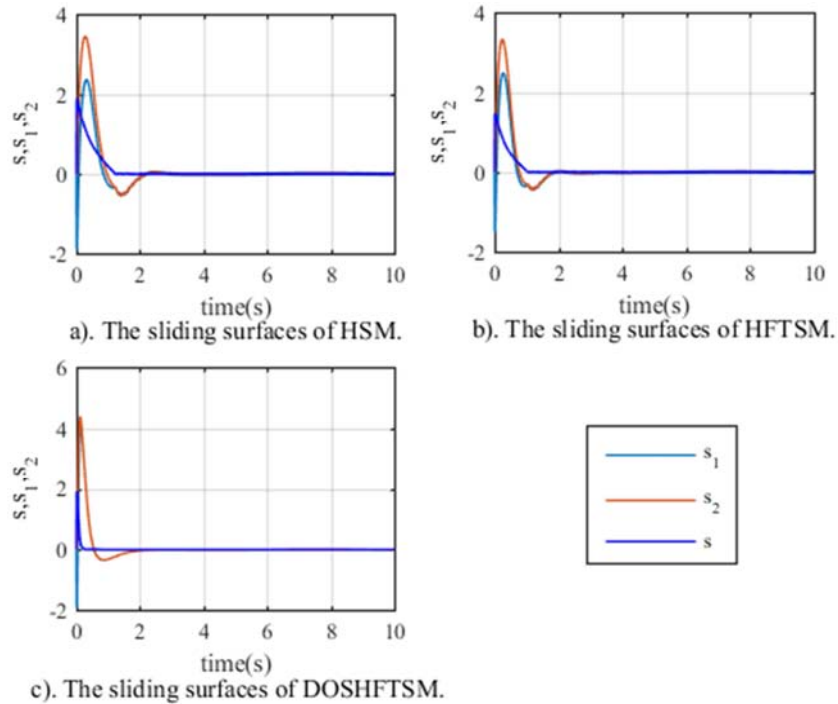 4
2
0
-2
s,s1,s2
0 2 4 6 8 10
time(s)
a). The sliding surfaces of HSM.
4
2
0
-2
s,s1,s2
0 2 4 6 8 10
time(s)
b). The sliding surfaces of HFTSM.
6
4
2
0
-2
s,s1,s2
0 2 4 6 8 10
time(s)
c). The sliding surfaces of DOSHFTSM.
s1
s2
s